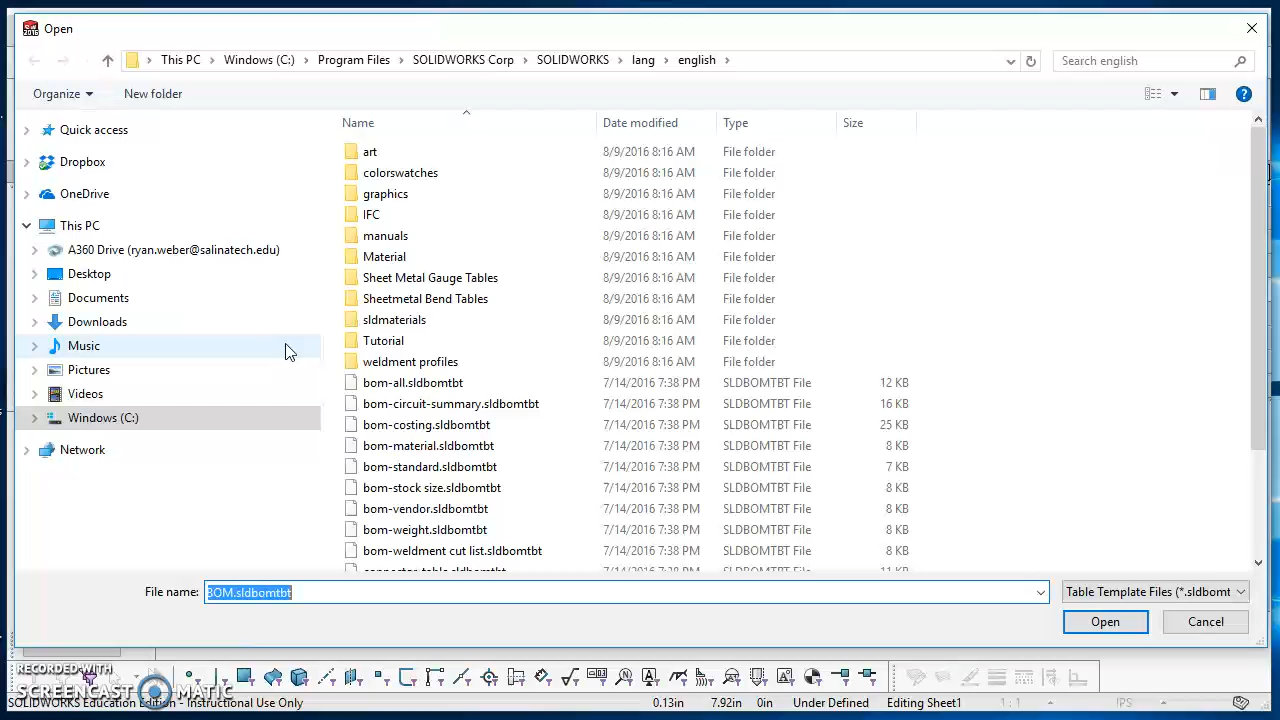 Open
This PC > Windows (C:) > Program Files > SOLIDWORKS Corp > SOLIDWORKS > lang > english >
Search english
Organize
New folder
Name Date modified Type Size
Quick access
Dropbox
OneDrive
This PC
A360 Drive (ryan.weber@salinatech.edu)
Desktop
Documents
Downloads
Music
Pictures
Videos
Windows (C:)
Network
art 8/9/2016 8:16 AM File folder
colorswatches 8/9/2016 8:16 AM File folder
graphics 8/9/2016 8:16 AM File folder
IFC 8/9/2016 8:16 AM File folder
manuals 8/9/2016 8:16 AM File folder
Material 8/9/2016 8:16 AM File folder
Sheet Metal Gauge Tables 8/9/2016 8:16 AM File folder
Sheetmetal Bend Tables 8/9/2016 8:16 AM File folder
sldmaterials 8/9/2016 8:16 AM File folder
Tutorial 8/9/2016 8:16 AM File folder
weldment profiles 8/9/2016 8:16 AM File folder
bom-all.sldbomtbt 7/14/2016 7:38 PM SLDBOMTBT File 12 KB
bom-circuit-summary.sldbomtbt 7/14/2016 7:38 PM SLDBOMTBT File 16 KB
bom-costing.sldbomtbt 7/14/2016 7:38 PM SLDBOMTBT File 25 KB
bom-material.sldbomtbt 7/14/2016 7:38 PM SLDBOMTBT File 8 KB
bom-standard.sldbomtbt 7/14/2016 7:38 PM SLDBOMTBT File 7 KB
bom-stock size.sldbomtbt 7/14/2016 7:38 PM SLDBOMTBT File 8 KB
bom-vendor.sldbomtbt 7/14/2016 7:38 PM SLDBOMTBT File 8 KB
bom-weight.sldbomtbt 7/14/2016 7:38 PM SLDBOMTBT File 8 KB
bom-weldment cut list.sldbomtbt 7/14/2016 7:38 PM SLDBOMTBT File 8 KB
File name: BOM.sldbomtbt
Table Template Files (*.sldbomt
Open
Cancel
RECORDED WITH
SCREENCAST MATIC
SOLIDWORKS Education Edition - Instructional Use Only
0.13in 7.92in 0in Under Defined Editing Sheet1 1 : 1 IPS